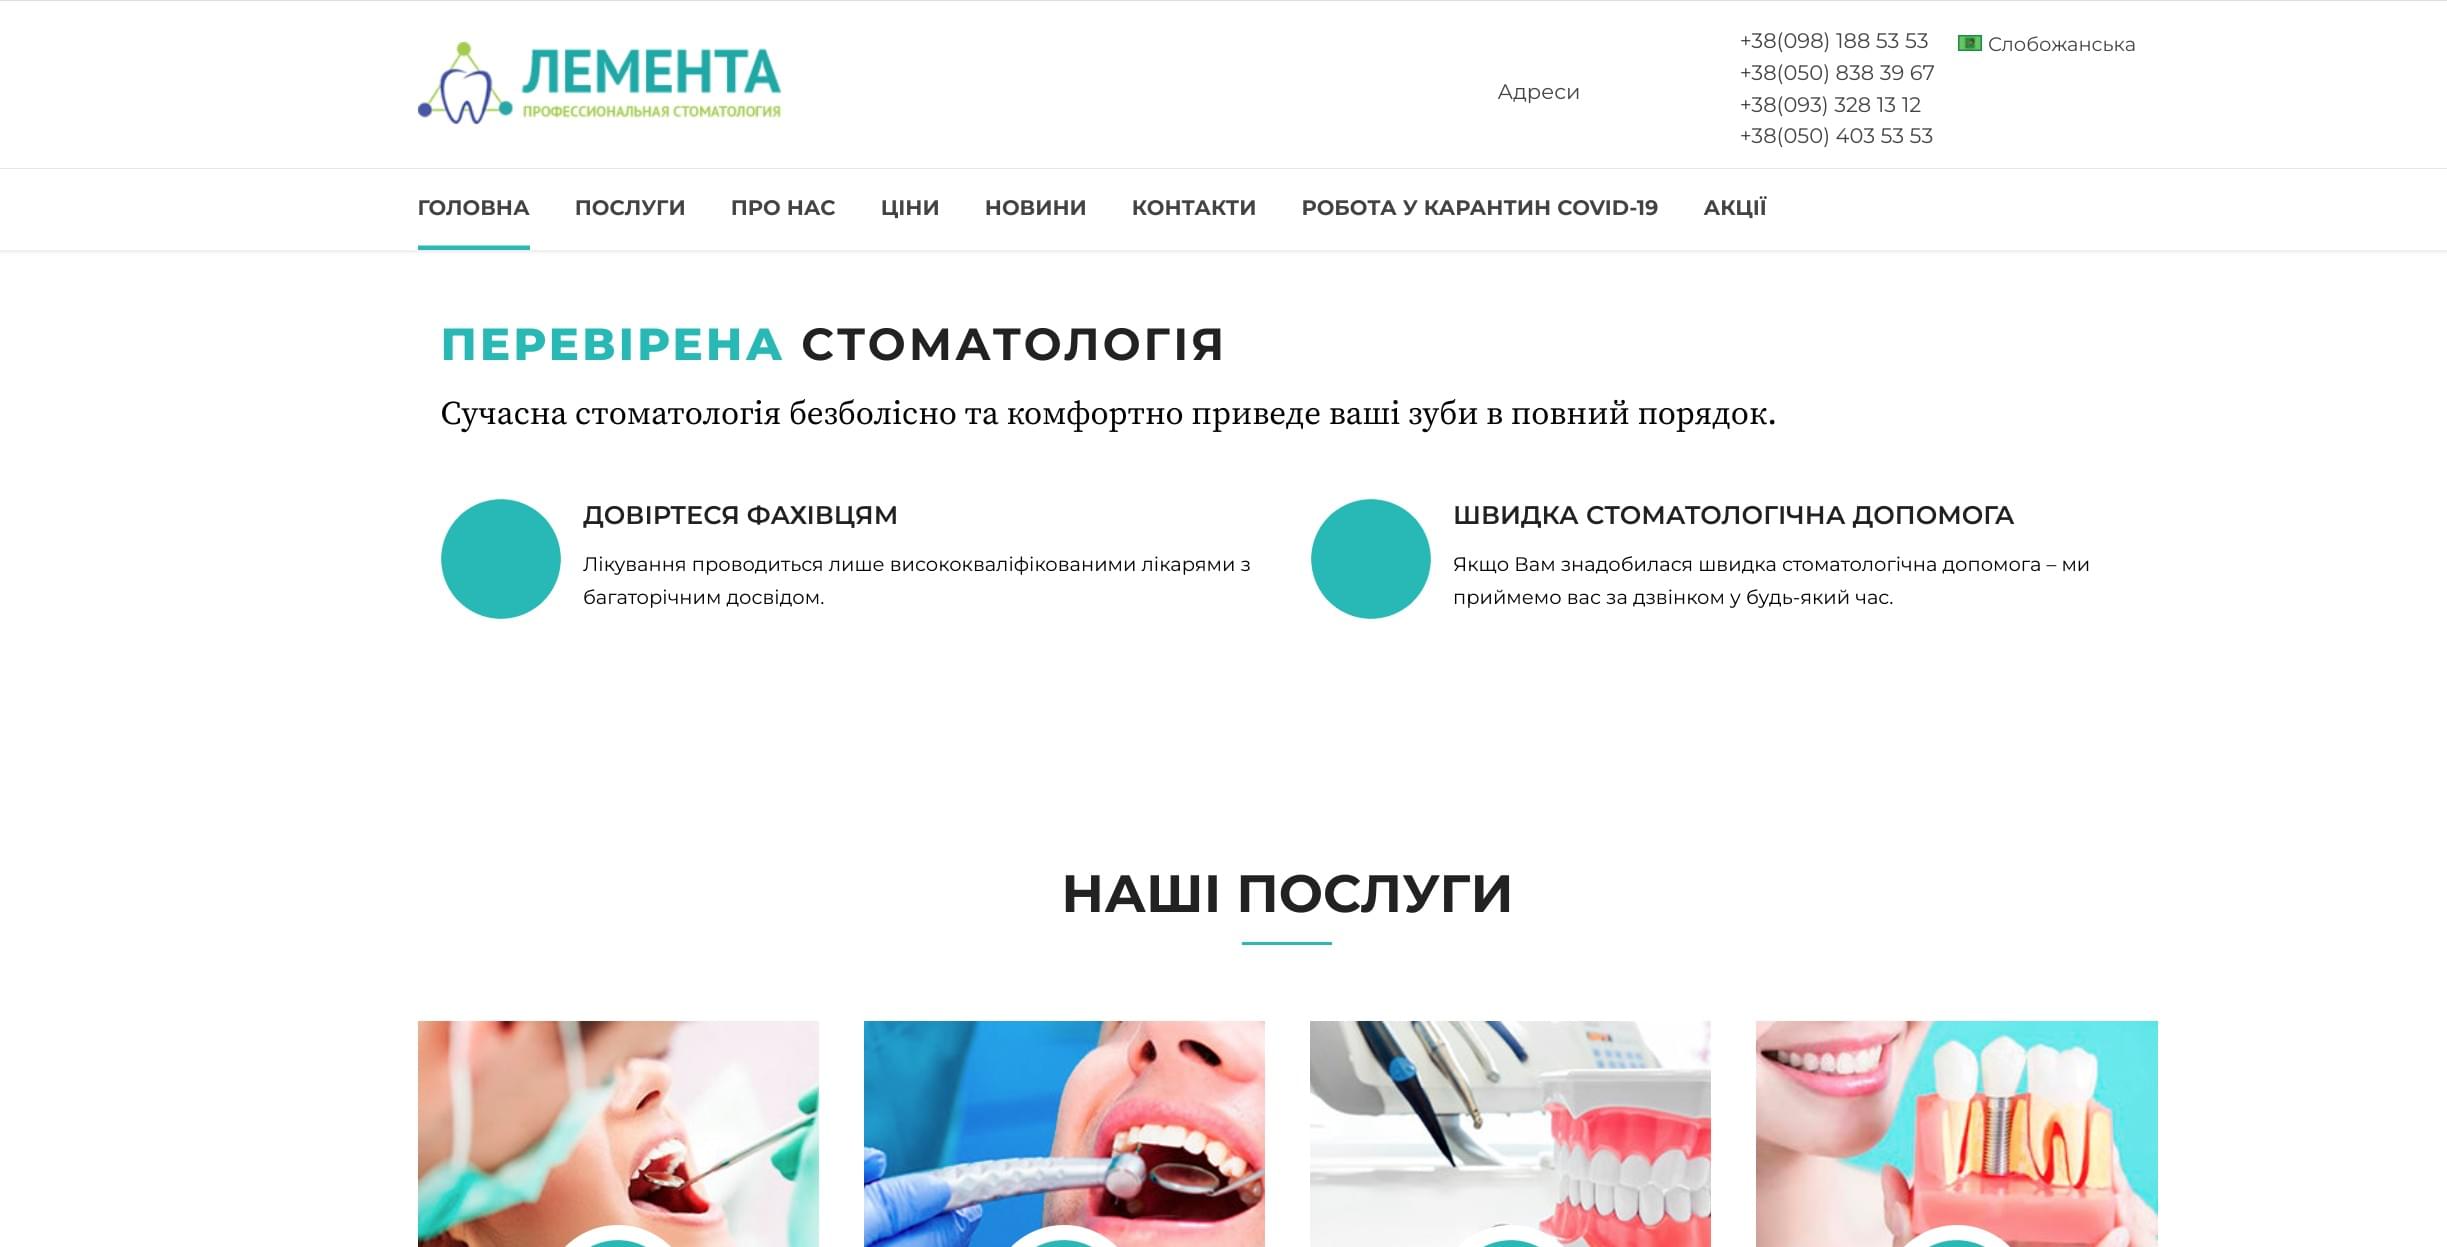 ЛЕМЕНТА
ПРОФЕССИОНАЛЬНАЯ СТОМАТОЛОГИЯ
Адреси
+38(098) 188 53 53
+38(050) 838 39 67
+38(093) 328 13 12
+38(050) 403 53 53
Слобожанська
ГОЛОВНА ПОСЛУГИ ПРО НАС ЦІНИ НОВИНИ КОНТАКТИ РОБОТА У КАРАНТИН COVID-19 АКЦІЇ
ПЕРЕВІРЕНА СТОМАТОЛОГІЯ
Сучасна стоматологія безболісно та комфортно приведе ваші зуби в повний порядок.
ДОВІРТЕСЯ ФАХІВЦЯМ
Лікування проводиться лише висококваліфікованими лікарями з
багаторічним досвідом.
ШВИДКА СТОМАТОЛОГІЧНА ДОПОМОГА
Якщо Вам знадобилася швидка стоматологічна допомога – ми
приймемо вас за дзвінком у будь-який час.
НАШІ ПОСЛУГИ